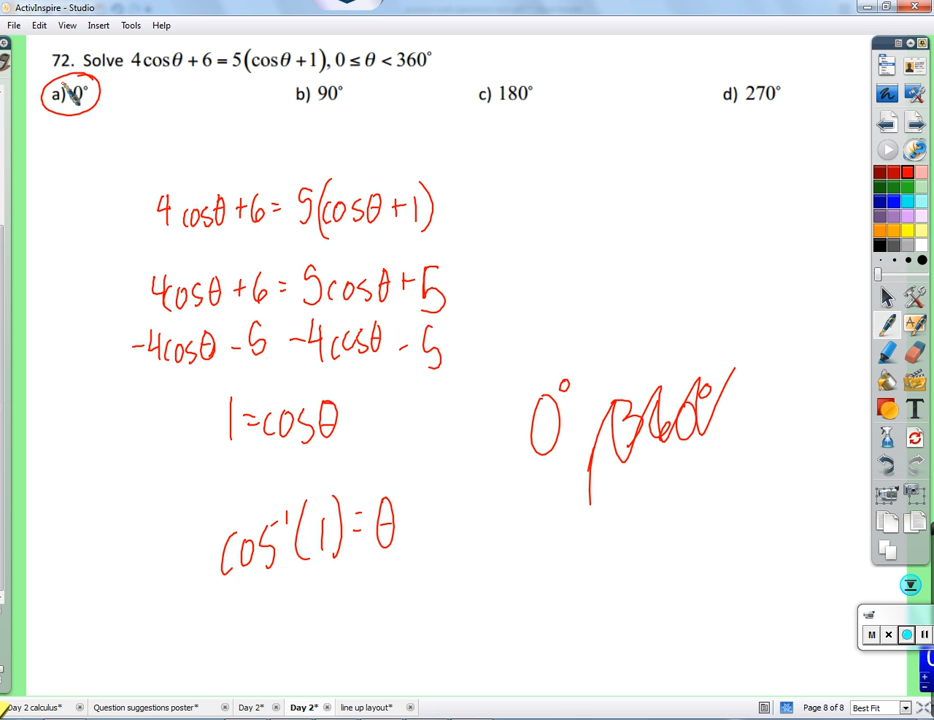 ActivInspire - Studio
File Edit View Insert Tools Help
72. Solve 4cosθ + 6 = 5(cosθ +1), 0 ≤ θ < 360°
a) 0° b) 90° c) 180° d) 270°
4cosθ + 6 = 5(cosθ + 1)
4cosθ + 6 = 5cosθ + 5
-4cosθ - 5 -4cosθ - 5
1 = cosθ
0° , 360°
cos⁻¹(1) = θ
M
Day 2 calculus* Question suggestions poster* Day 2* Day 2* line up layout* Page 8 of 8 Best Fit